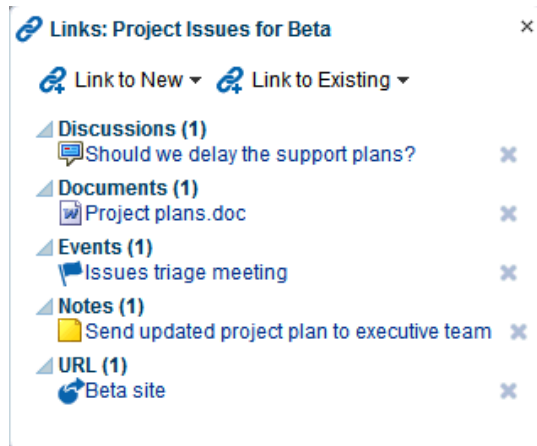 Links: Project Issues for Beta
Link to New
Link to Existing
Discussions (1)
Should we delay the support plans?
Documents (1)
Project plans.doc
Events (1)
Issues triage meeting
Notes (1)
Send updated project plan to executive team
URL (1)
Beta site